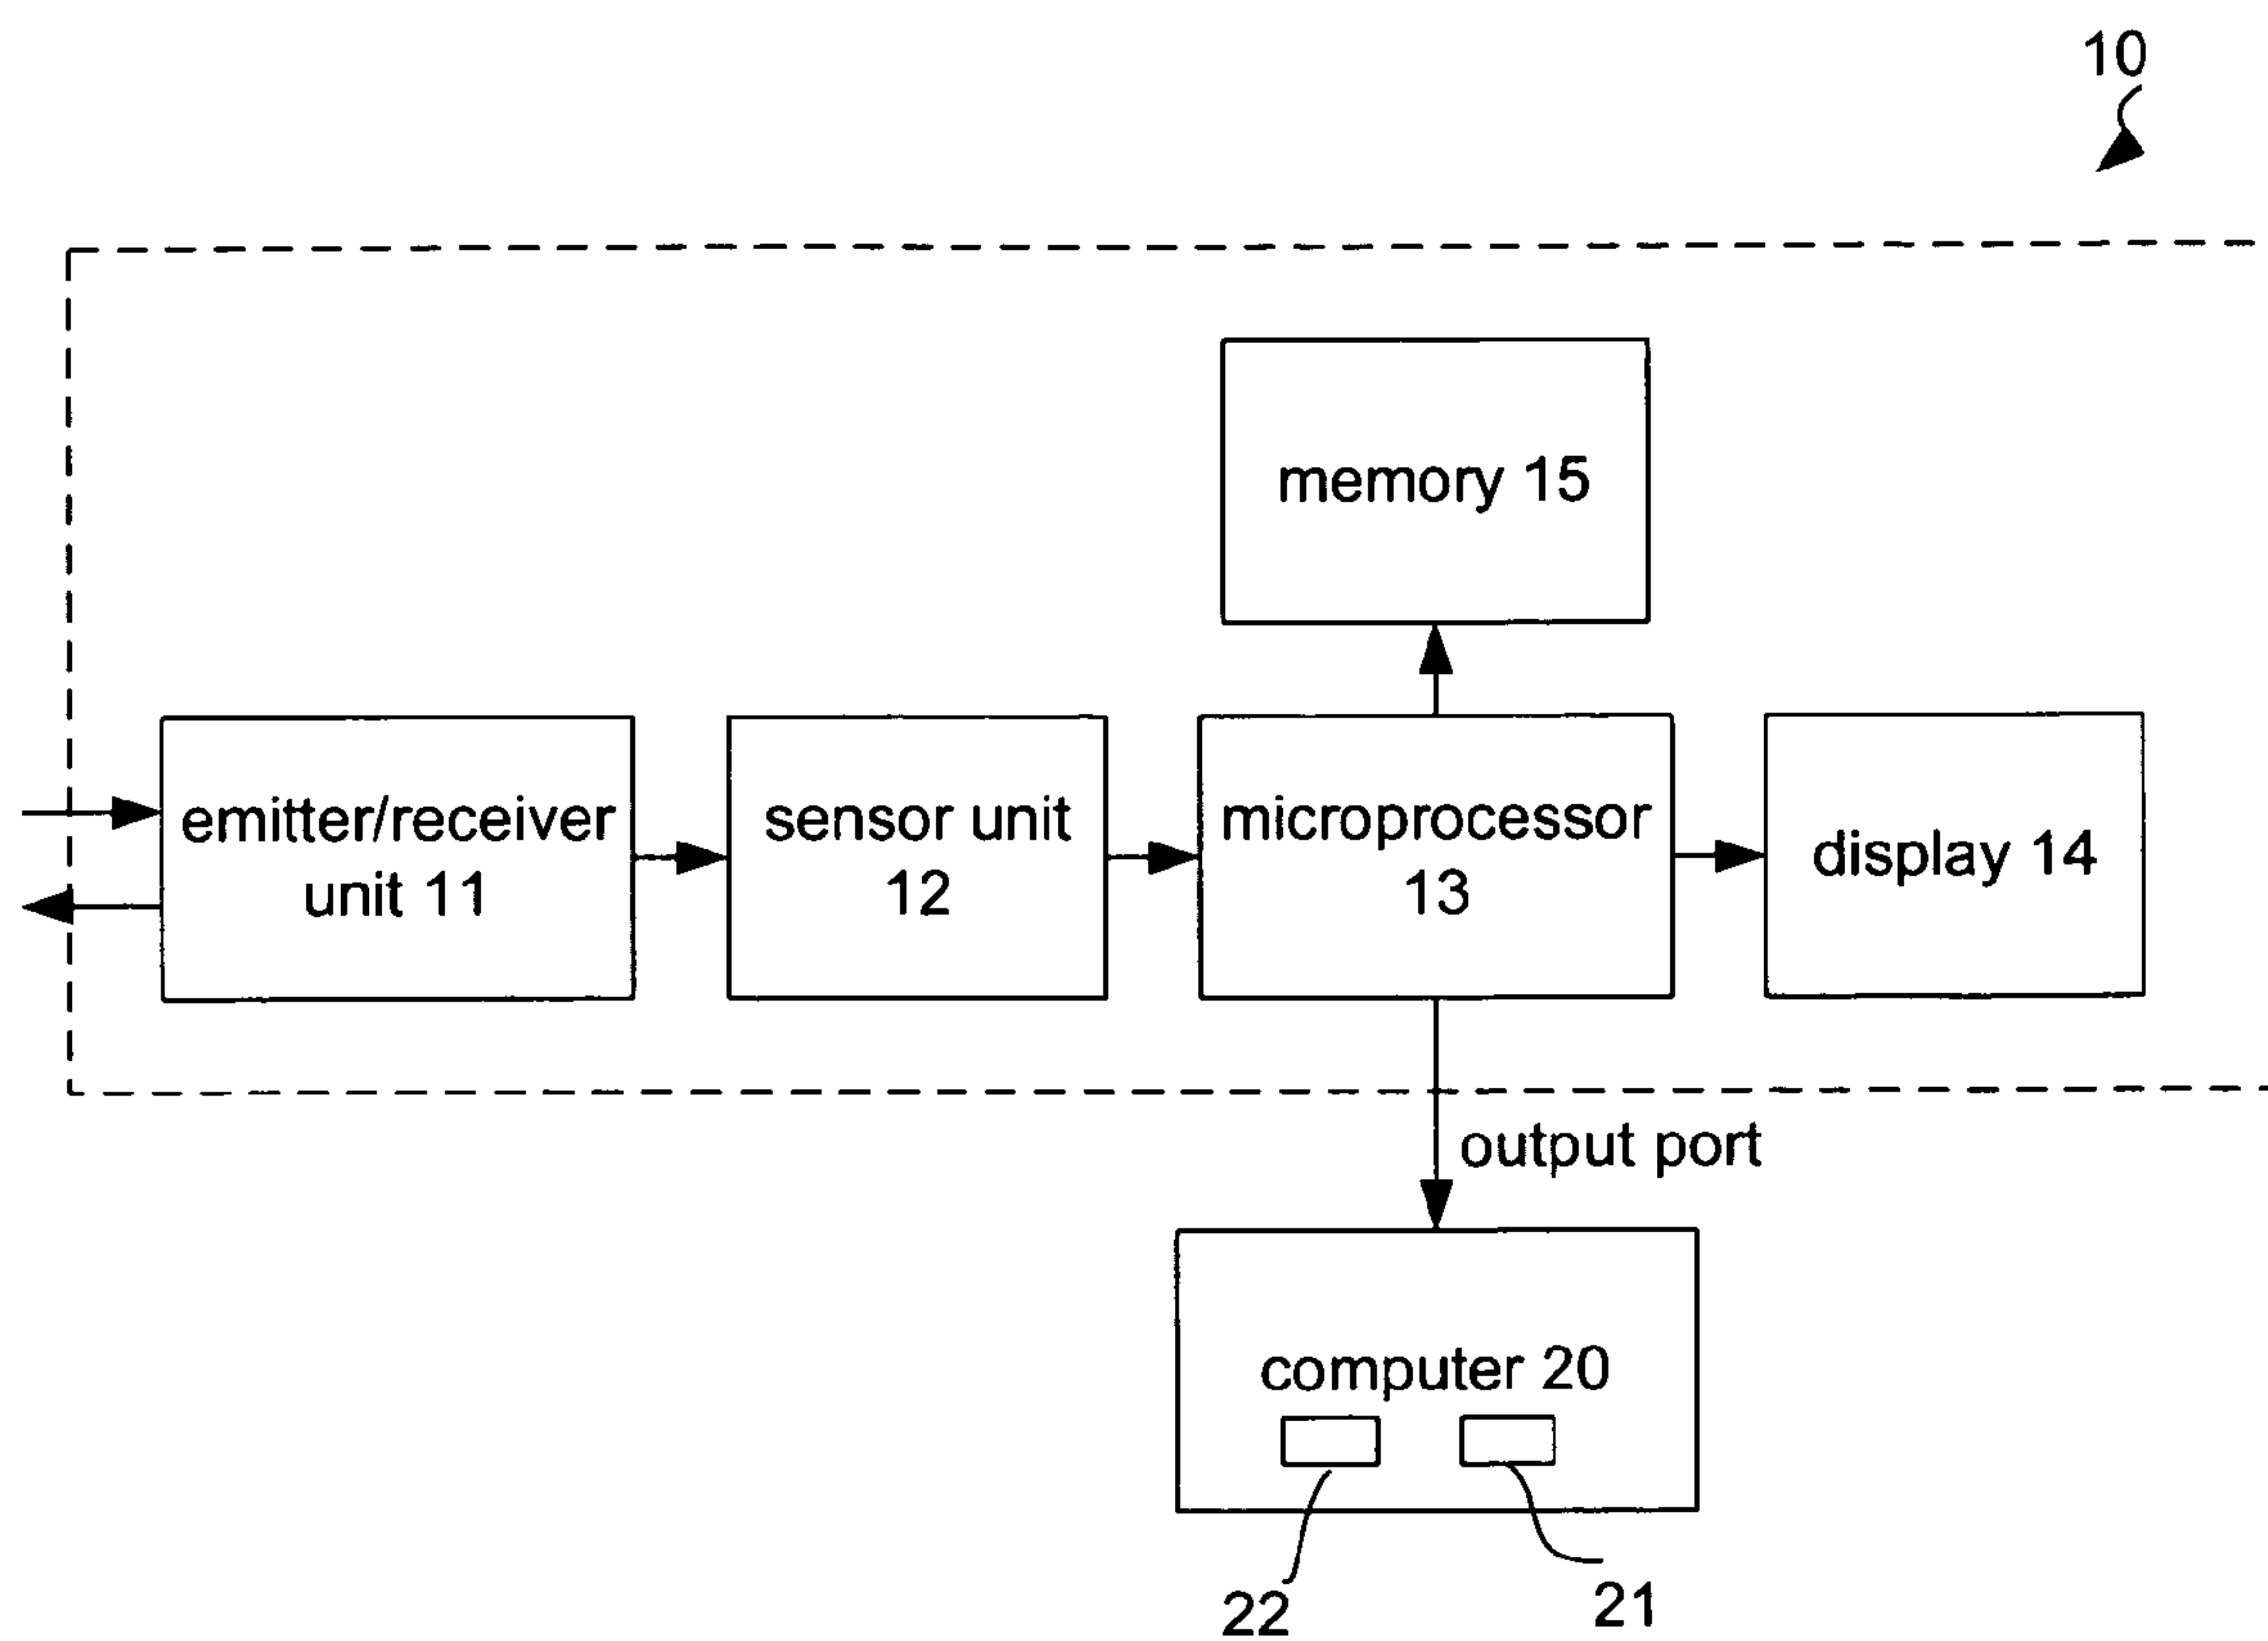 10
memory 15
emitter/receiver
unit 11
sensor unit
12
microprocessor
13
display 14
output port
computer 20
22
21